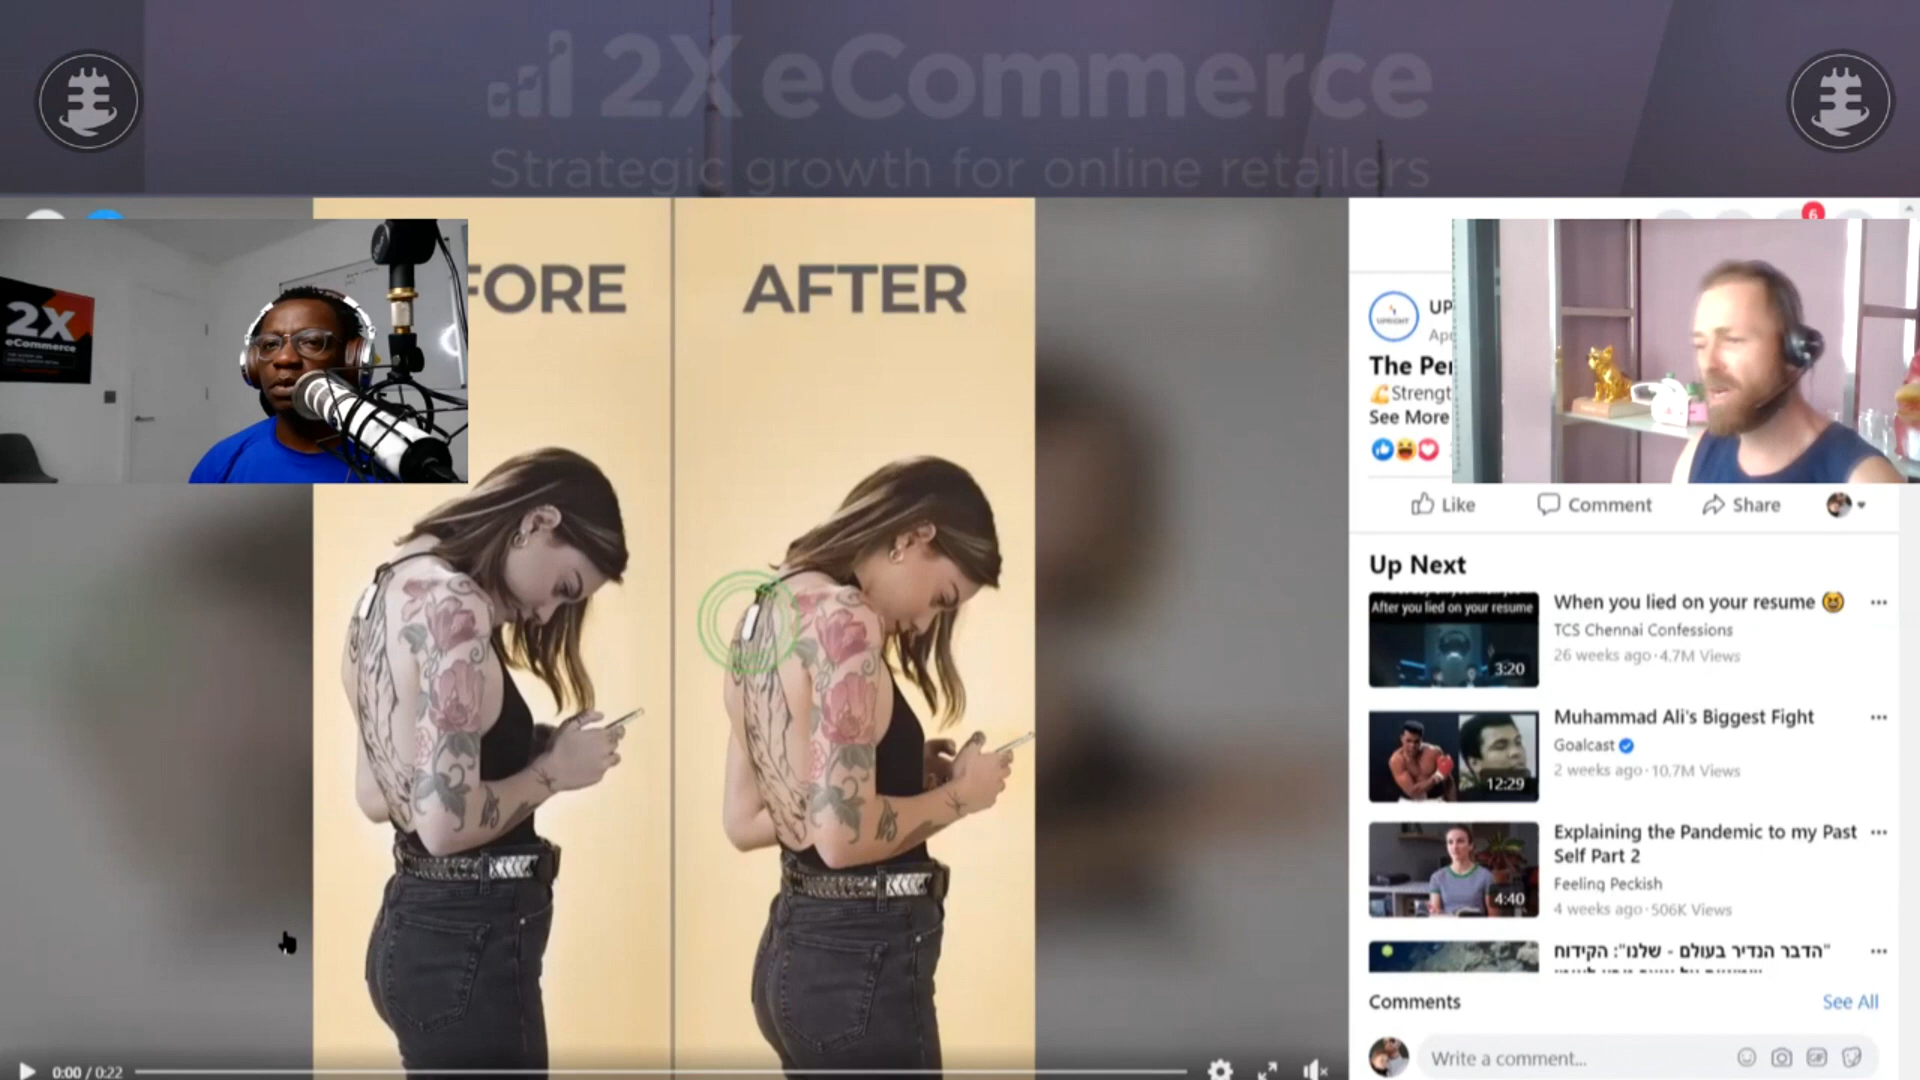 2X eCommerce
Strategic growth for online retailers
6
2X
eCommerce
FORE
AFTER
UPRIGHT
UP
The Per
Strengt
See More
Like
Comment
Share
Up Next
After you lied on your resume
3:20
When you lied on your resume
TCS Chennai Confessions
26 weeks ago · 4.7M Views
12:29
Muhammad Ali's Biggest Fight
Goalcast
2 weeks ago · 10.7M Views
4:40
Explaining the Pandemic to my Past
Self Part 2
Feeling Peckish
4 weeks ago · 506K Views
"הדבר הנדיר בעולם - שלנו": הקידוח
Comments
See All
Write a comment...
GIF
0:00 / 0:22